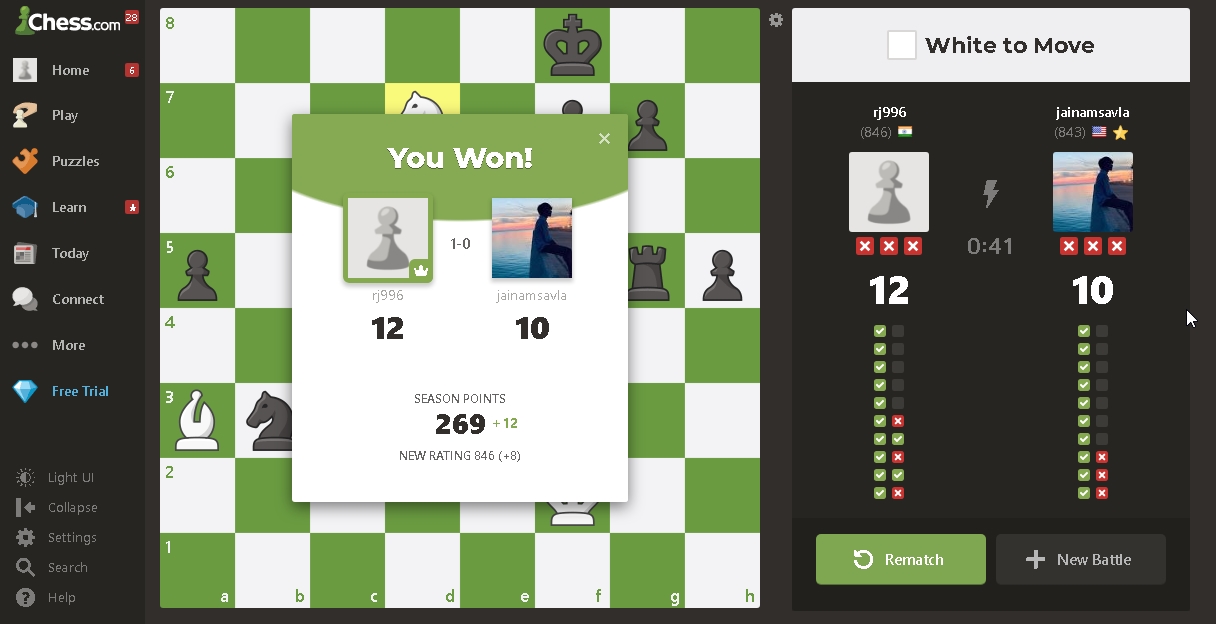 Chess.com 28
Home 6
Play
Puzzles
Learn
Today
Connect
More
Free Trial
Light UI
Collapse
Settings
Search
Help
8
7
6
5
4
3
2
1
a b c d e f g h
You Won!
1-0
rj996 jainamsavla
12 10
SEASON POINTS
269 +12
NEW RATING 846 (+8)
White to Move
rj996 jainamsavla
(846) (843)
0:41
12 10
Rematch New Battle